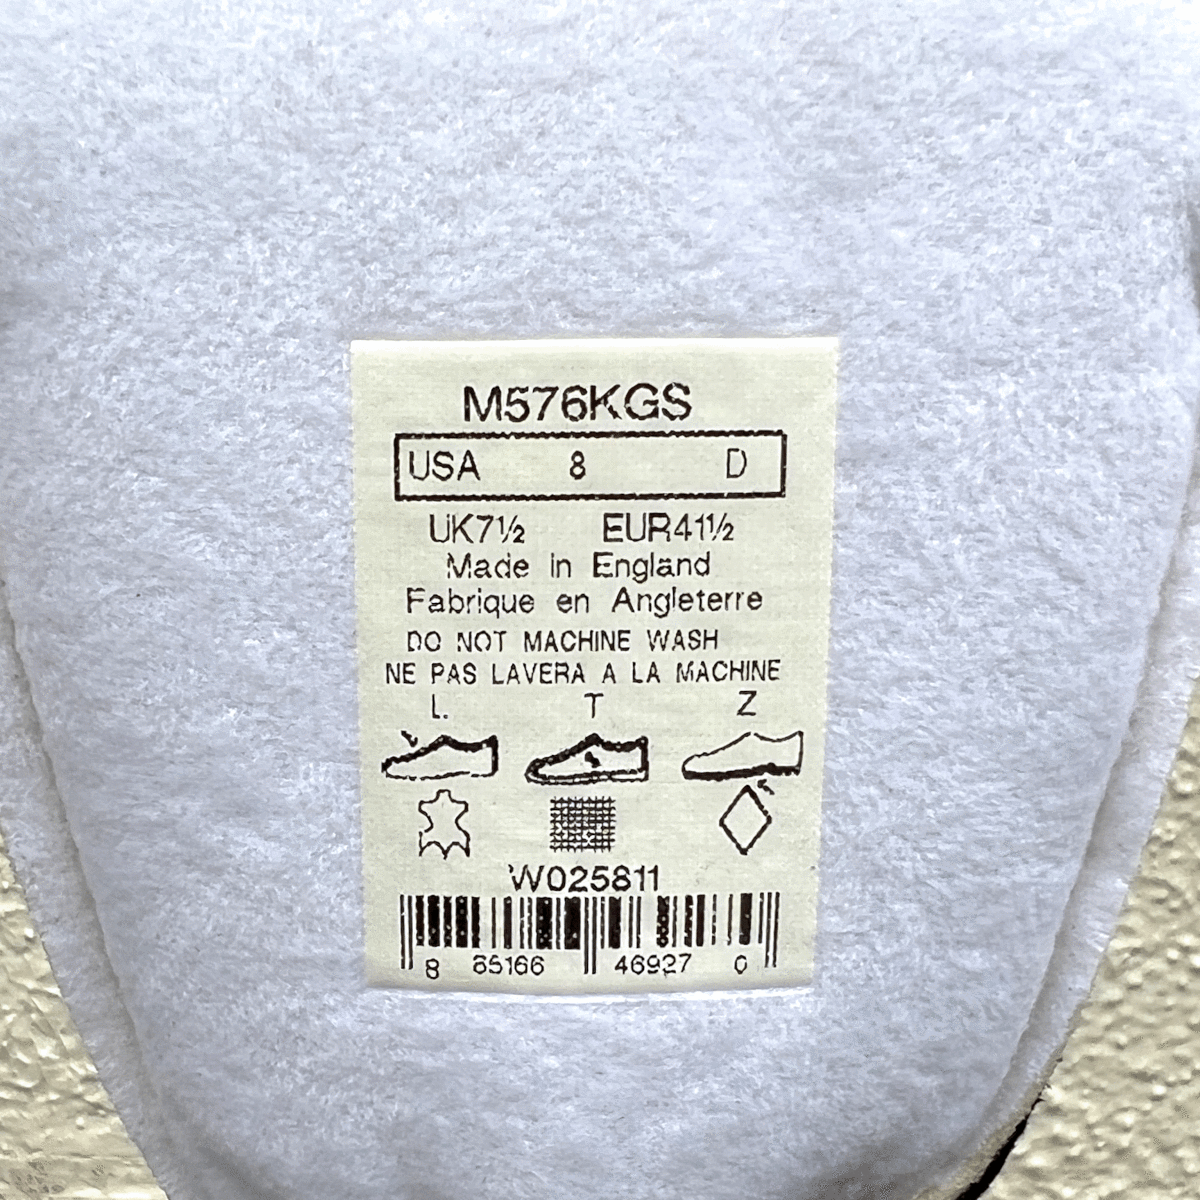 M576KGS
USA 8 D
UK7½ EUR41½
Made in England
Fabrique en Angleterre
DO NOT MACHINE WASH
NE PAS LAVERA A LA MACHINE
L. T Z
W025811
8 85166 46927 0